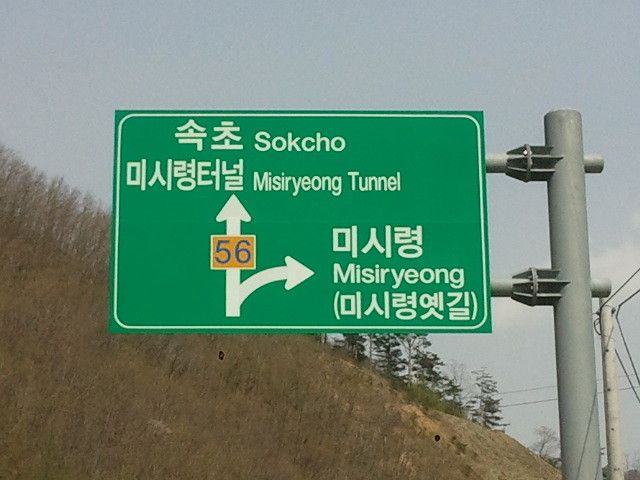 속초 Sokcho
미시령터널 Misiryeong Tunnel
56
미시령
Misiryeong
(미시령옛길)